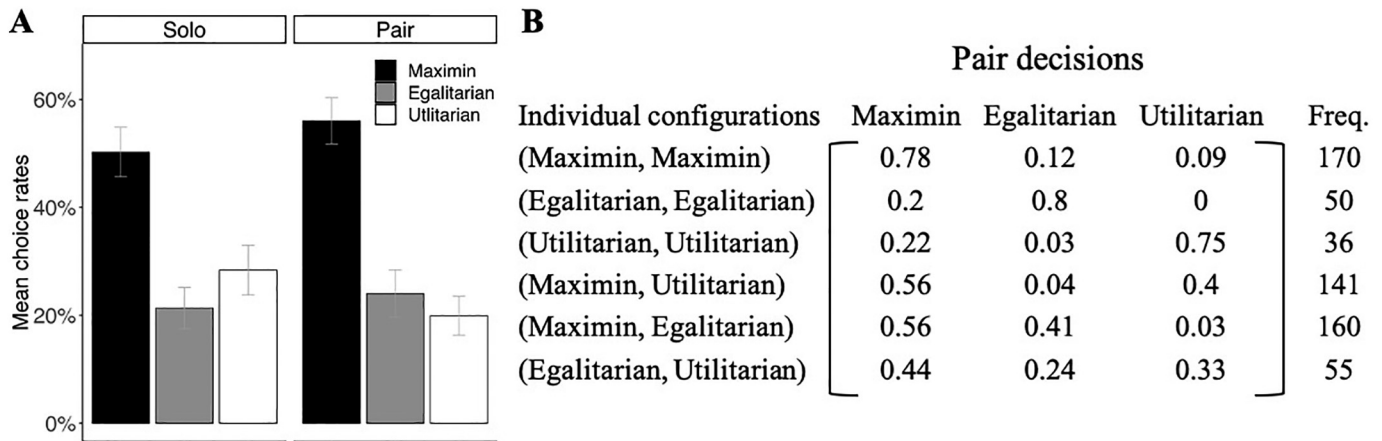 A
Solo
Pair
Maximin
Egalitarian
Utlitarian
60%
40%
20%
0%
Mean choice rates
B
Pair decisions
Individual configurations Maximin Egalitarian Utilitarian Freq.
(Maximin, Maximin) 0.78 0.12 0.09 170
(Egalitarian, Egalitarian) 0.2 0.8 0 50
(Utilitarian, Utilitarian) 0.22 0.03 0.75 36
(Maximin, Utilitarian) 0.56 0.04 0.4 141
(Maximin, Egalitarian) 0.56 0.41 0.03 160
(Egalitarian, Utilitarian) 0.44 0.24 0.33 55